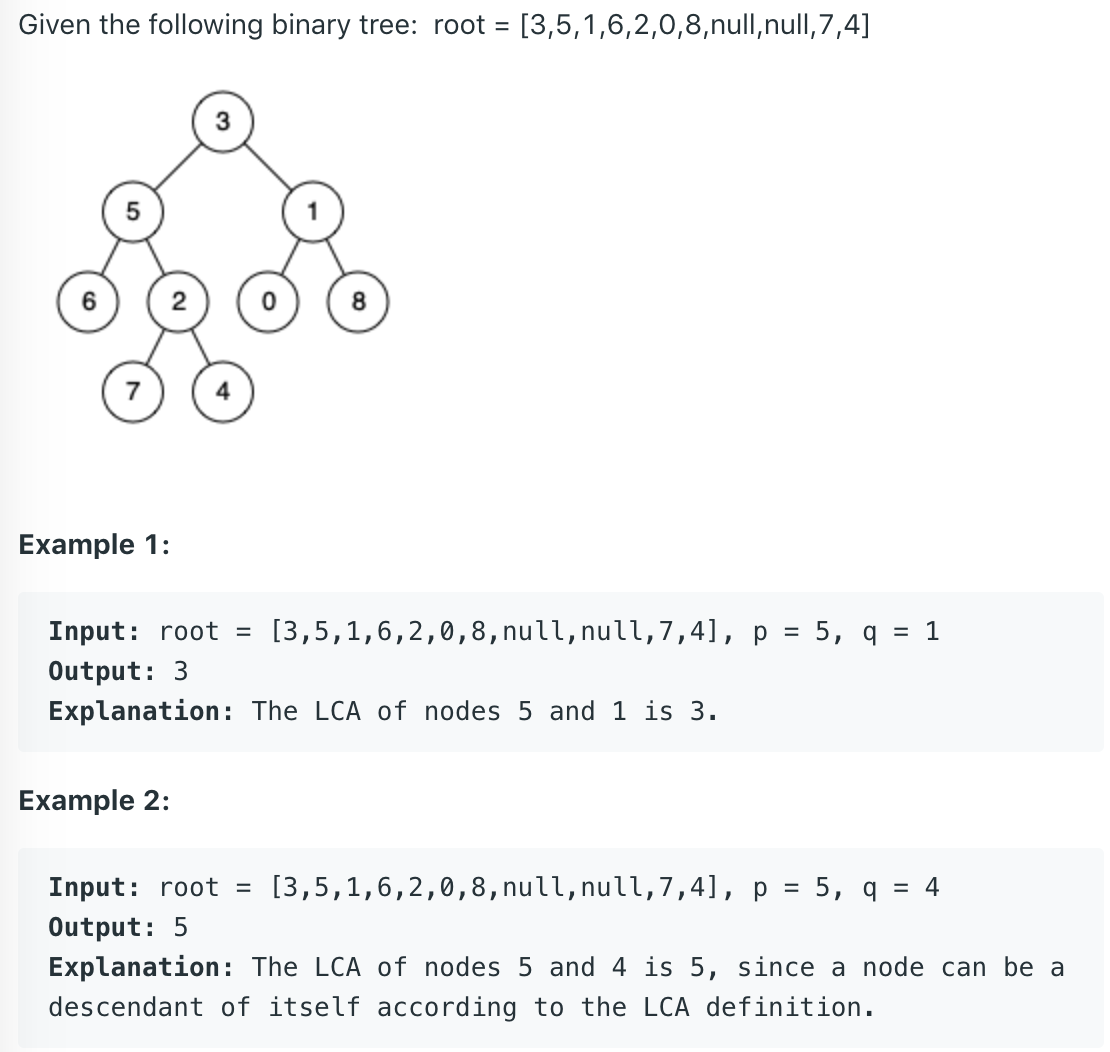 Given the following binary tree:  root = [3,5,1,6,2,0,8,null,null,7,4]
3
5 1
6 2 0 8
7 4
Example 1:
Input: root = [3,5,1,6,2,0,8,null,null,7,4], p = 5, q = 1
Output: 3
Explanation: The LCA of nodes 5 and 1 is 3.
Example 2:
Input: root = [3,5,1,6,2,0,8,null,null,7,4], p = 5, q = 4
Output: 5
Explanation: The LCA of nodes 5 and 4 is 5, since a node can be a
descendant of itself according to the LCA definition.